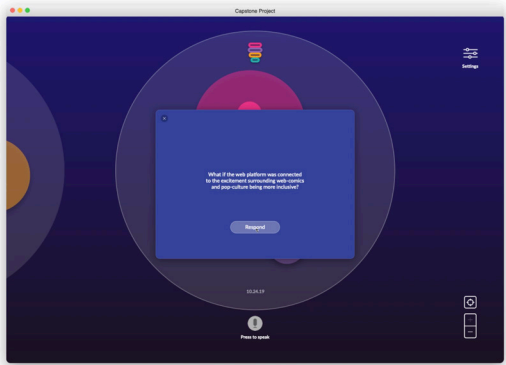 Capstone Project
Settings
What if the web platform was connected
to the excitement surrounding web-comics
and pop-culture being more inclusive?
Respond
10.24.19
Press to speak